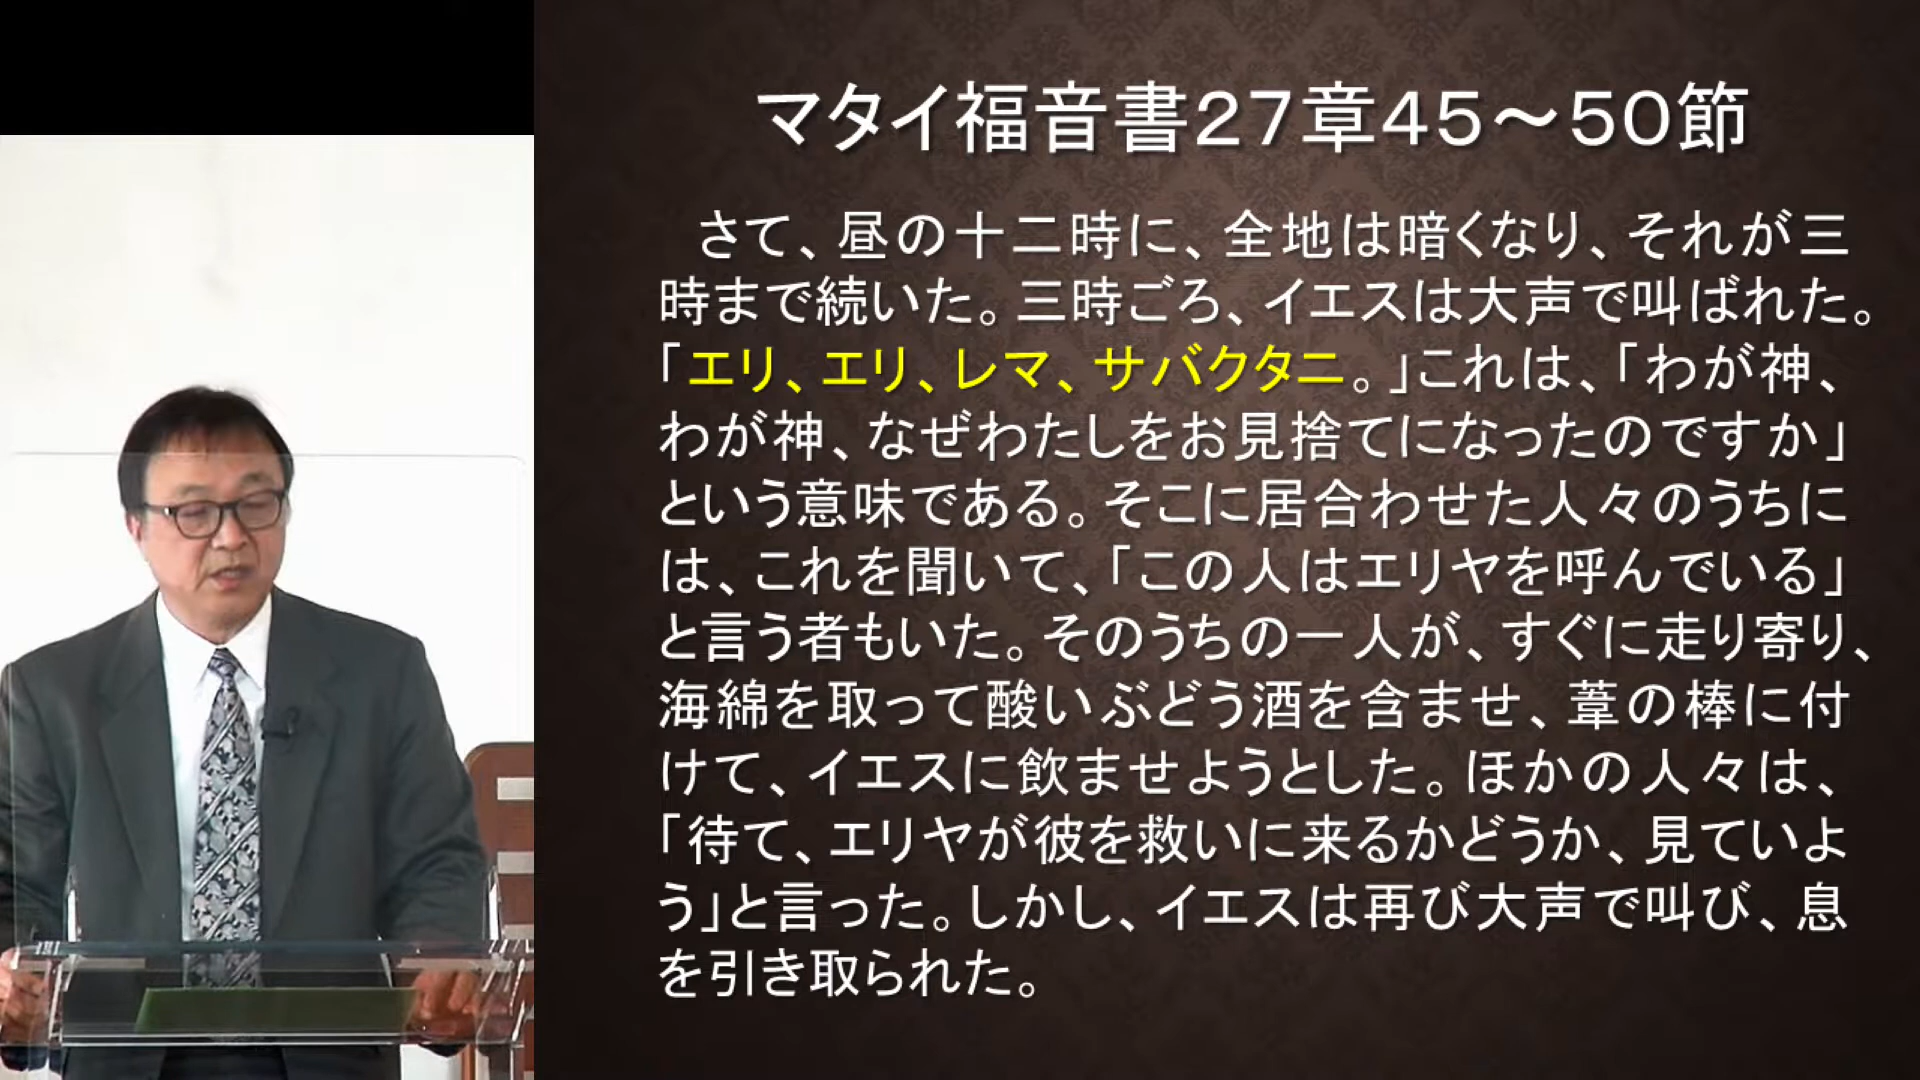 マタイ福音書27章45～50節
さて、昼の十二時に、全地は暗くなり、それが三
時まで続いた。三時ごろ、イエスは大声で叫ばれた。
「エリ、エリ、レマ、サバクタニ。」これは、「わが神、
わが神、なぜわたしをお見捨てになったのですか」
という意味である。そこに居合わせた人々のうちに
は、これを聞いて、「この人はエリヤを呼んでいる」
と言う者もいた。そのうちの一人が、すぐに走り寄り、
海綿を取って酸いぶどう酒を含ませ、葦の棒に付
けて、イエスに飲ませようとした。ほかの人々は、
「待て、エリヤが彼を救いに来るかどうか、見ていよ
う」と言った。しかし、イエスは再び大声で叫び、息
を引き取られた。